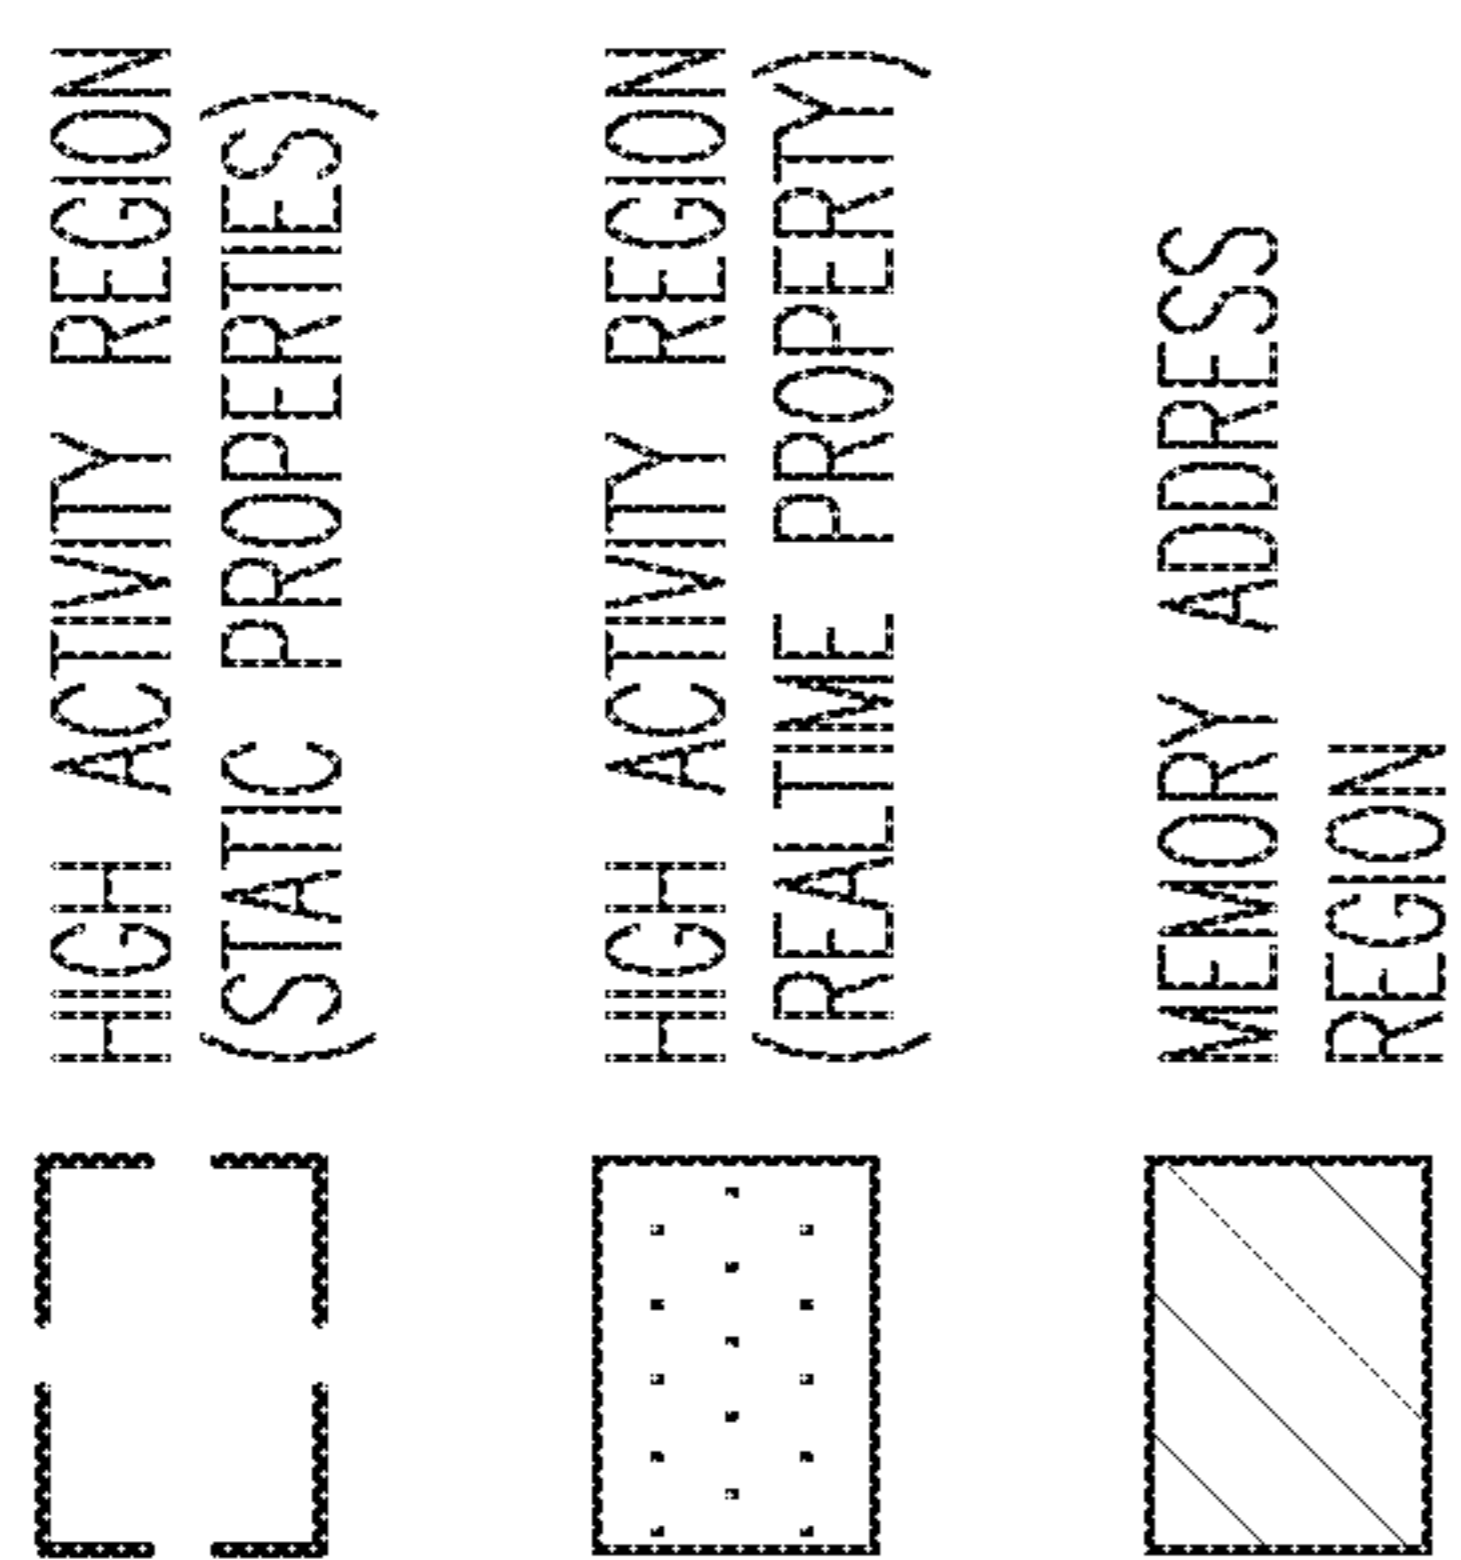 HIGH ACTIVITY REGION
(STATIC PROPERTIES)
HIGH ACTIVITY REGION
(REALTIME PROPERTY)
MEMORY ADDRESS
REGION